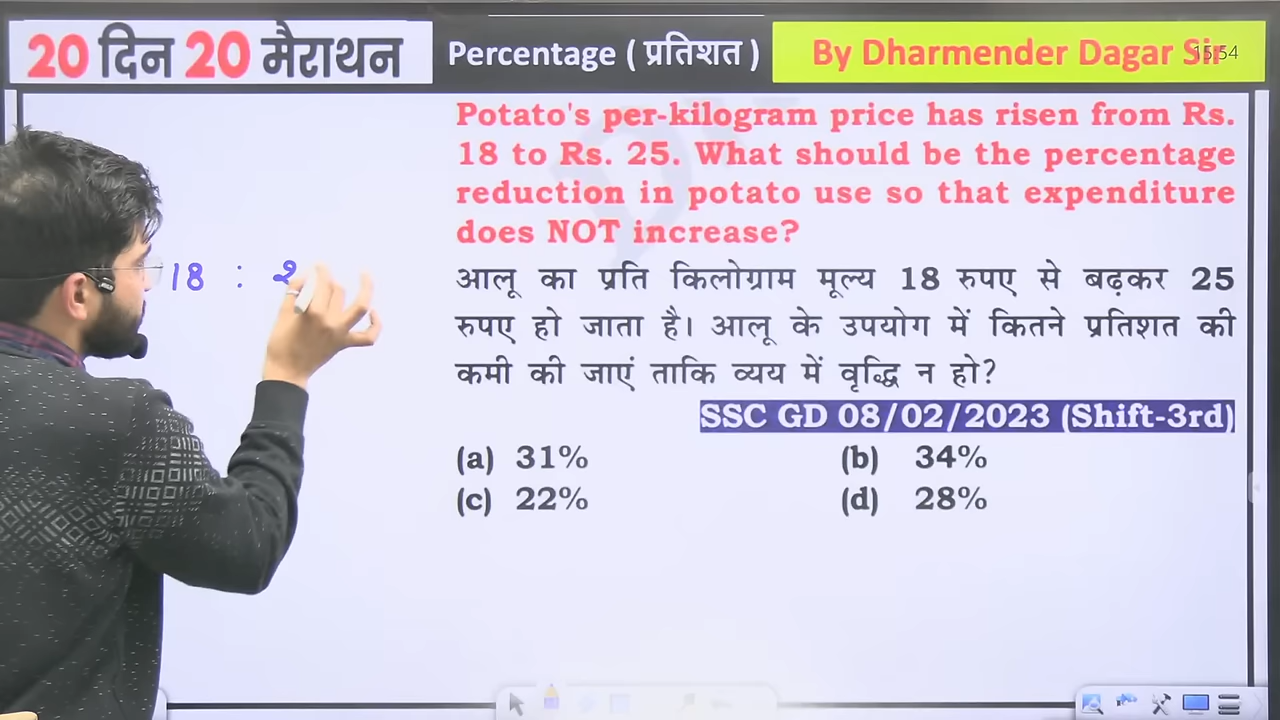 20 दिन 20 मैराथन
Percentage ( प्रतिशत )
By Dharmender Dagar Sir
15:54
Potato's per-kilogram price has risen from Rs.
18 to Rs. 25. What should be the percentage
reduction in potato use so that expenditure
does NOT increase?
18 : 2
आलू का प्रति किलोग्राम मूल्य 18 रुपए से बढ़कर 25
रुपए हो जाता है। आलू के उपयोग में कितने प्रतिशत की
कमी की जाएं ताकि व्यय में वृद्धि न हो?
SSC GD 08/02/2023 (Shift-3rd)
(a) 31% (b) 34%
(c) 22% (d) 28%